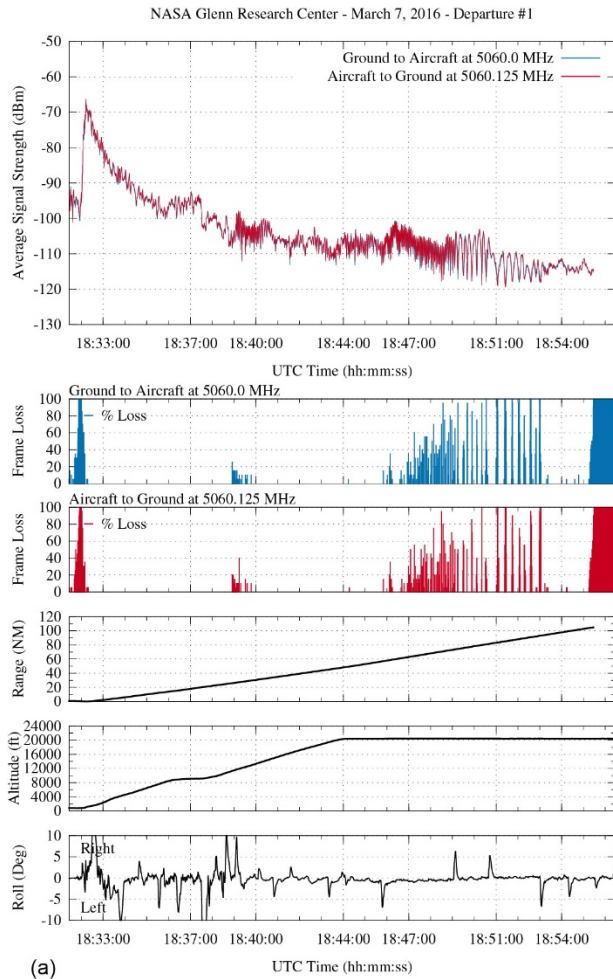 NASA Glenn Research Center - March 7, 2016 - Departure #1
Average Signal Strength (dBm)
-50
-60
-70
-80
-90
-100
-110
-120
-130
Ground to Aircraft at 5060.0 MHz
Aircraft to Ground at 5060.125 MHz
18:33:00 18:37:00 18:40:00 18:44:00 18:47:00 18:51:00 18:54:00
UTC Time (hh:mm:ss)
Ground to Aircraft at 5060.0 MHz
Frame Loss
100
80
60
40
20
0
% Loss
Aircraft to Ground at 5060.125 MHz
Frame Loss
100
80
60
40
20
0
% Loss
Range (NM)
120
100
80
60
40
20
0
Altitude (ft)
24000
20000
16000
12000
8000
4000
0
Roll (Deg)
10
5
0
-5
-10
Right
Left
18:33:00 18:37:00 18:40:00 18:44:00 18:47:00 18:51:00 18:54:00
UTC Time (hh:mm:ss)
(a)